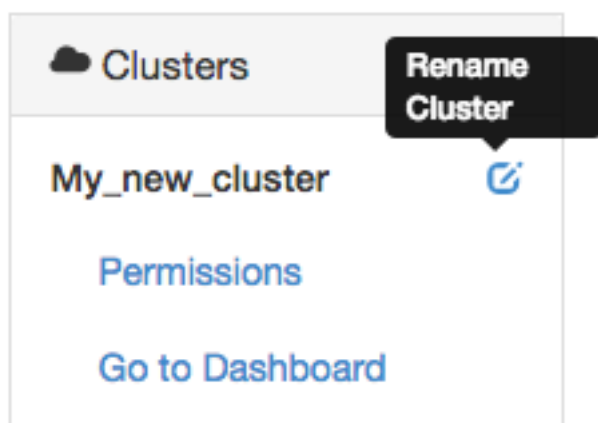 Clusters
Rename
Cluster
My_new_cluster
Permissions
Go to Dashboard